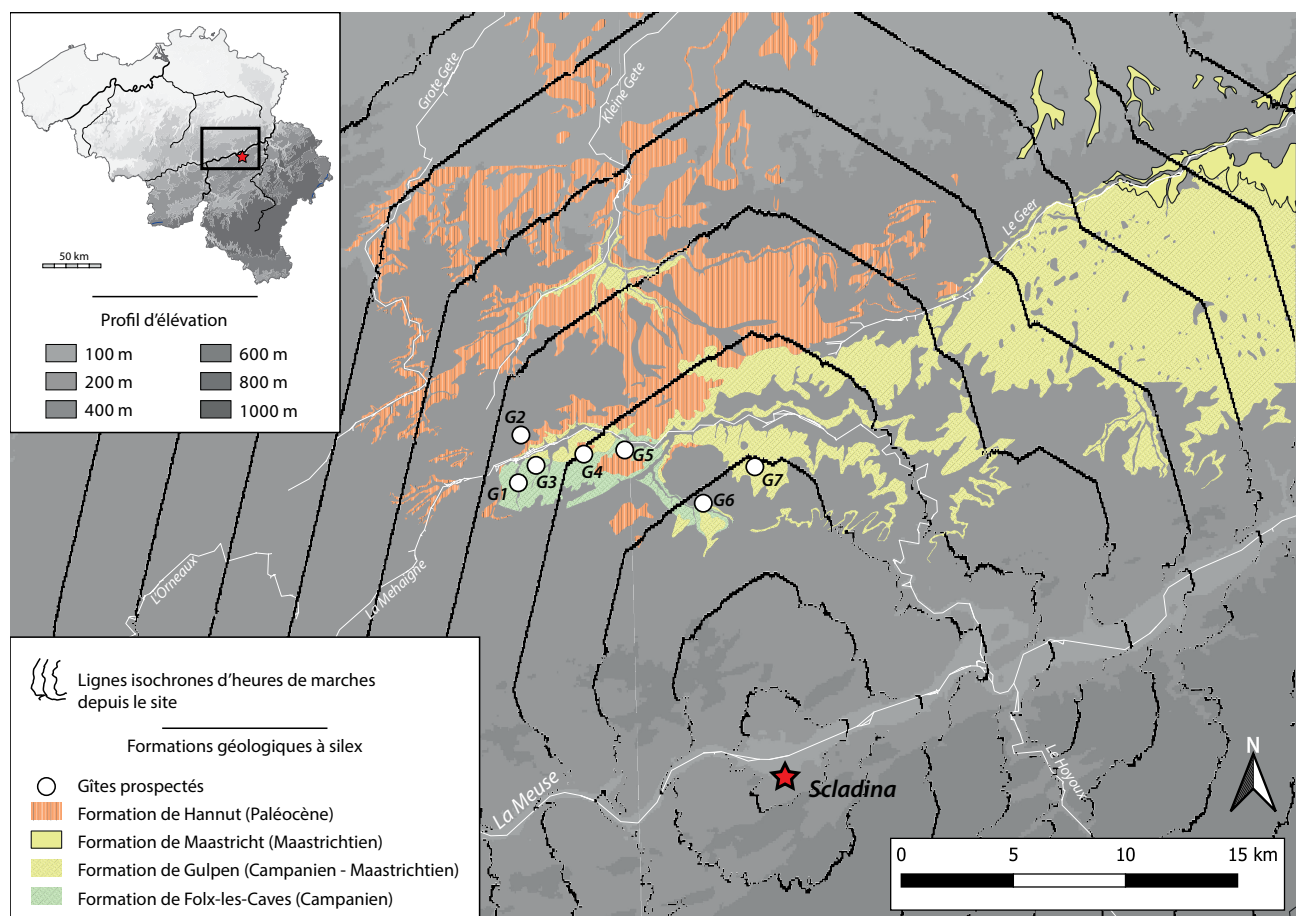 50 km
Profil d'élévation
100 m
600 m
200 m
800 m
400 m
1000 m
Grote Gete
Kleine Gete
Le Geer
G2
G1
G3
G4
G5
G6
G7
L'Orneaux
La Mehaigne
La Meuse
Le Hoyoux
Scladina
N
0 5 10 15 km
Lignes isochrones d'heures de marches
depuis le site
Formations géologiques à silex
Gîtes prospectés
Formation de Hannut (Paléocène)
Formation de Maastricht (Maastrichtien)
Formation de Gulpen (Campanien - Maastrichtien)
Formation de Folx-les-Caves (Campanien)